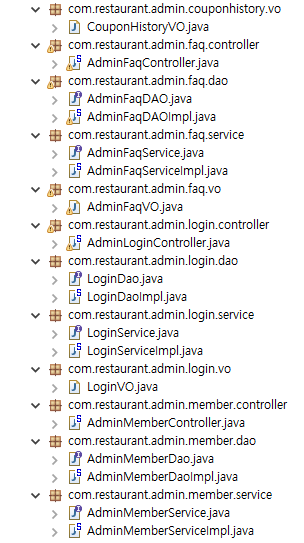 com.restaurant.admin.couponhistory.vo
CouponHistoryVO.java
com.restaurant.admin.faq.controller
AdminFaqController.java
com.restaurant.admin.faq.dao
AdminFaqDAO.java
AdminFaqDAOImpl.java
com.restaurant.admin.faq.service
AdminFaqService.java
AdminFaqServiceImpl.java
com.restaurant.admin.faq.vo
AdminFaqVO.java
com.restaurant.admin.login.controller
AdminLoginController.java
com.restaurant.admin.login.dao
LoginDao.java
LoginDaoImpl.java
com.restaurant.admin.login.service
LoginService.java
LoginServiceImpl.java
com.restaurant.admin.login.vo
LoginVO.java
com.restaurant.admin.member.controller
AdminMemberController.java
com.restaurant.admin.member.dao
AdminMemberDao.java
AdminMemberDaoImpl.java
com.restaurant.admin.member.service
AdminMemberService.java
AdminMemberServiceImpl.java